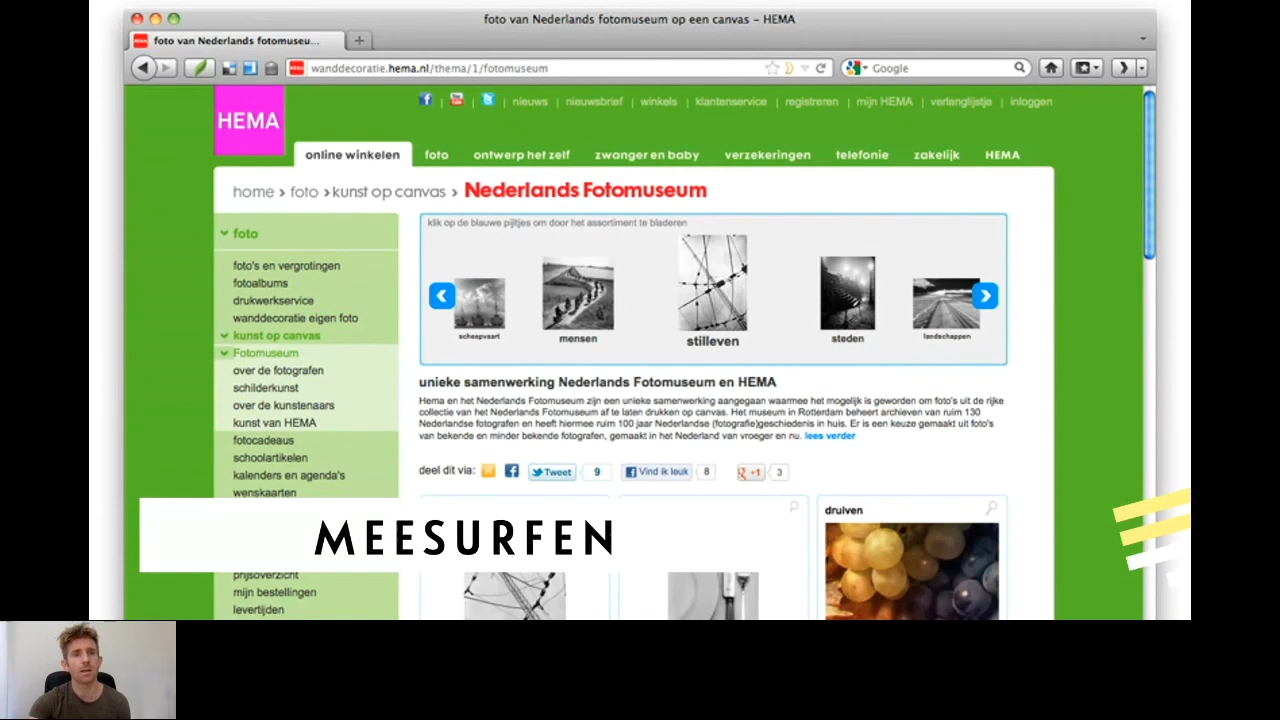 foto van Nederlands fotomuseum op een canvas – HEMA
foto van Nederlands fotomuseu...
wanddecoratie.hema.nl/thema/1/fotomuseum
Google
nieuws | nieuwsbrief | winkels | klantenservice | registreren | mijn HEMA | verlanglijstje | inloggen
HEMA
online winkelen foto ontwerp het zelf zwanger en baby verzekeringen telefonie zakelijk HEMA
home › foto › kunst op canvas › Nederlands Fotomuseum
klik op de blauwe pijltjes om door het assortiment te bladeren
scheepvaart
mensen
stilleven
steden
landschappen
foto
foto's en vergrotingen
fotoalbums
drukwerkservice
wanddecoratie eigen foto
kunst op canvas
Fotomuseum
over de fotografen
schilderkunst
over de kunstenaars
kunst van HEMA
fotocadeaus
schoolartikelen
kalenders en agenda's
wenskaarten
unieke samenwerking Nederlands Fotomuseum en HEMA
Hema en het Nederlands Fotomuseum zijn een unieke samenwerking aangegaan waarmee het mogelijk is geworden om foto's uit de rijke
collectie van het Nederlands Fotomuseum af te laten drukken op canvas. Het museum in Rotterdam beheert archieven van ruim 130
Nederlandse fotografen en heeft hiermee ruim 100 jaar Nederlandse (fotografie)geschiedenis in huis. Er is een keuze gemaakt uit foto's
van bekende en minder bekende fotografen, gemaakt in het Nederland van vroeger en nu. lees verder
deel dit via: Tweet 9 Vind ik leuk 8 +1 3
druiven
MEESURFEN
prijsoverzicht
mijn bestellingen
levertijden